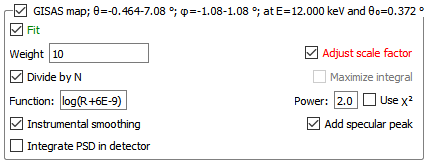 GISAS map; θ=-0.464-7.08 °; φ=-1.08-1.08 °; at E=12.000 keV and θ₀=0.372 °
Fit
Weight 10 Adjust scale factor
Divide by N Maximize integral
Function: log(R+6E-9) Power: 2.0 Use χ²
Instrumental smoothing Add specular peak
Integrate PSD in detector